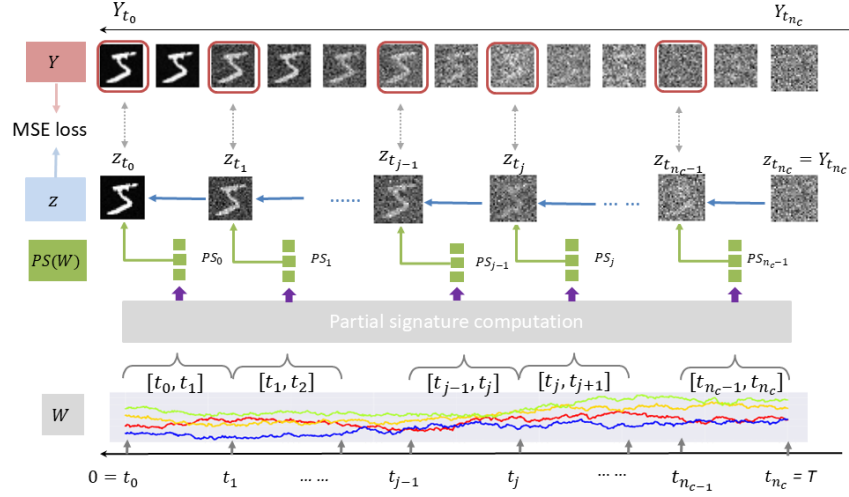 Y_{t_0} Y_{t_{n_c}}
Y
MSE loss
z_{t_0} z_{t_1} z_{t_{j-1}} z_{t_j} z_{t_{n_c-1}} z_{t_{n_c}} = Y_{t_{n_c}}
z ...... ... ...
PS(W) PS_0 PS_1 PS_{j-1} PS_j PS_{n_c-1}
Partial signature computation
[t_0, t_1] [t_1, t_2] [t_{j-1}, t_j] [t_j, t_{j+1}] [t_{n_c-1}, t_{n_c}]
W
0 = t_0 t_1 ... ... t_{j-1} t_j ... ... t_{n_c-1} t_{n_c} = T